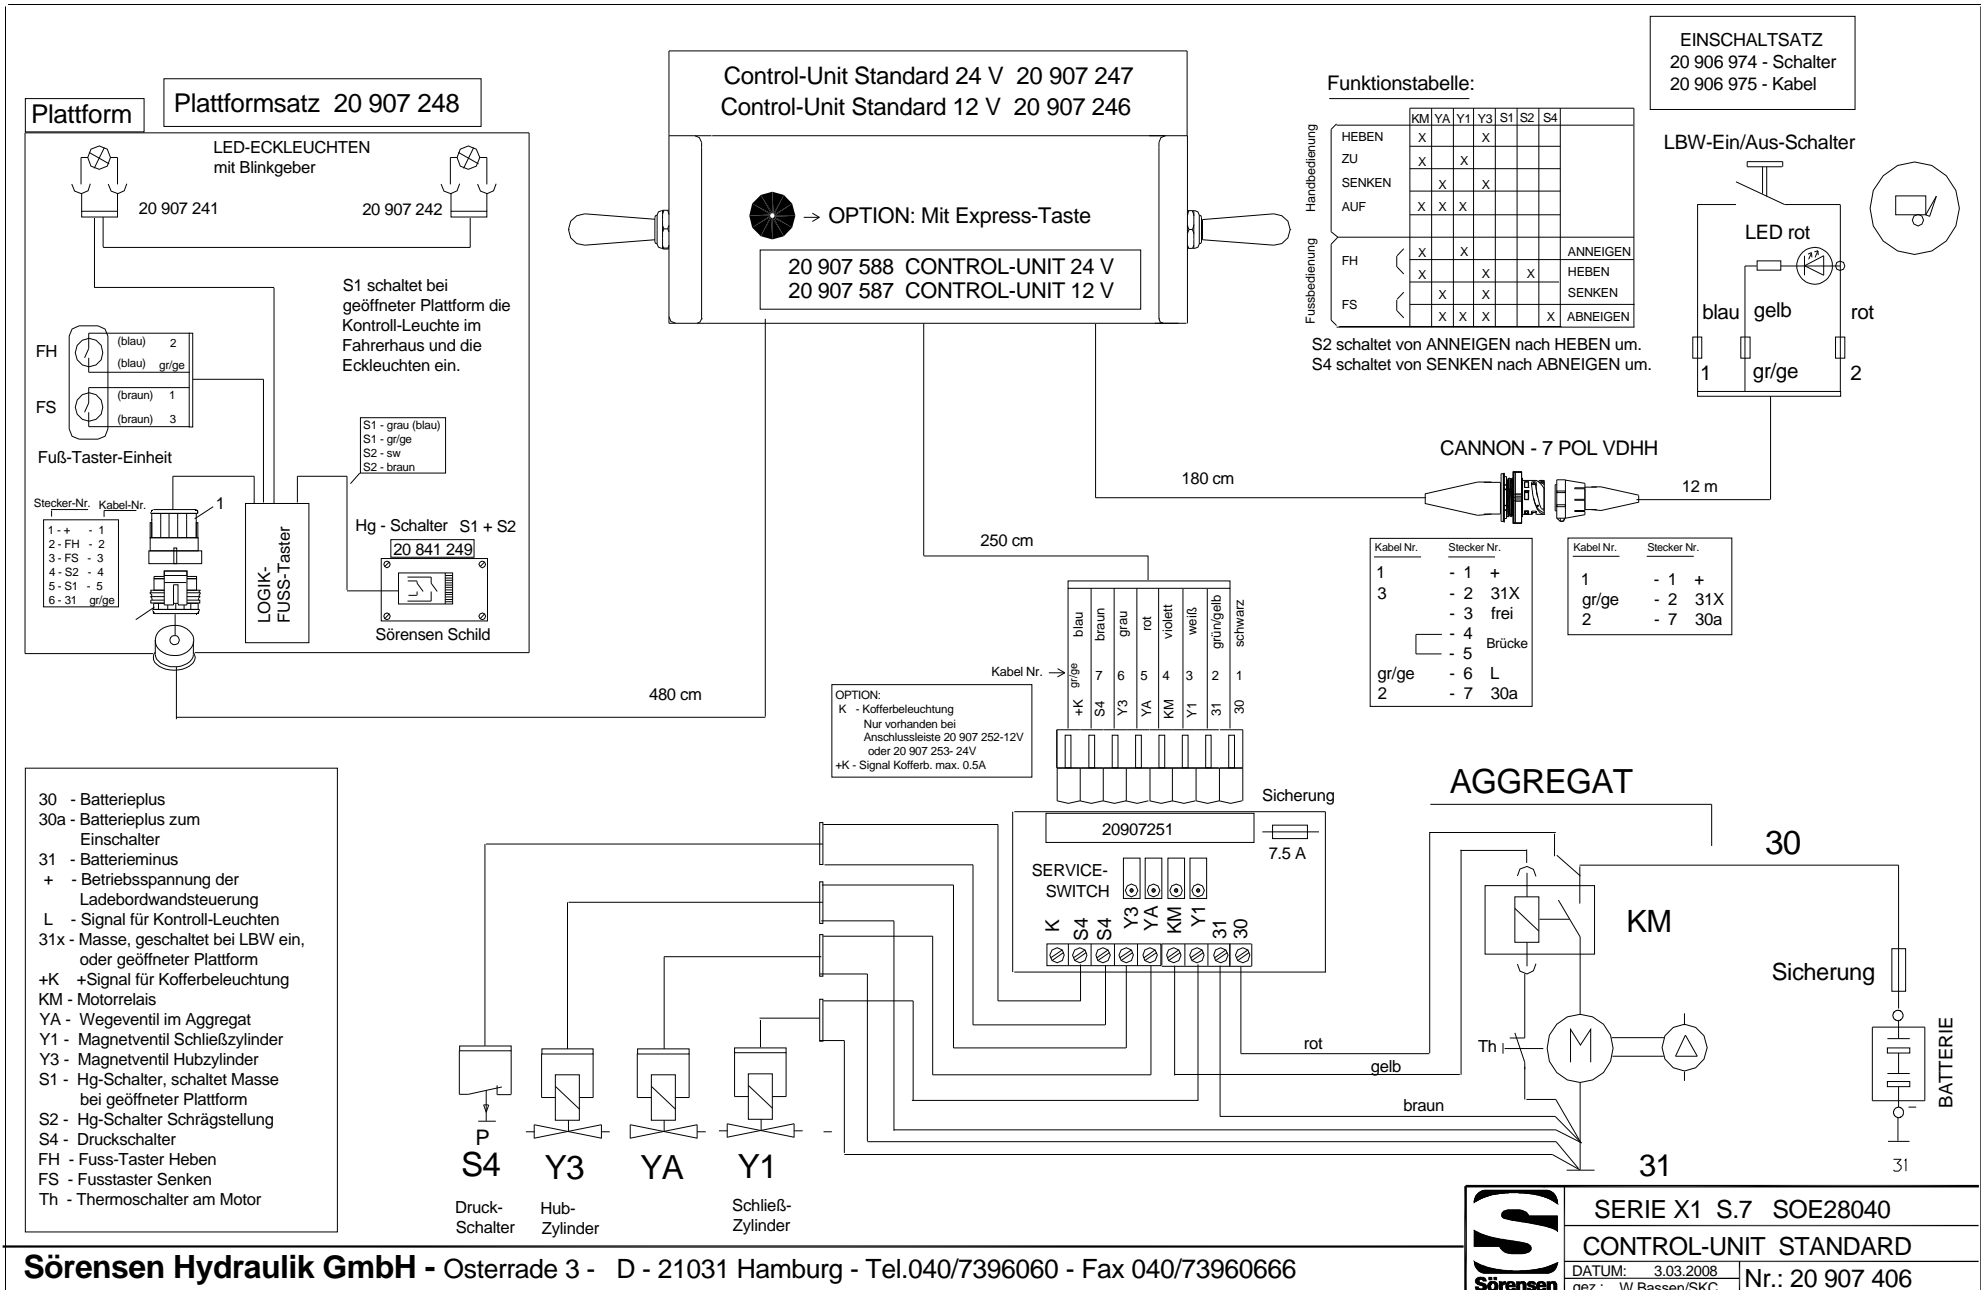 Plattform
Plattformsatz 20 907 248
LED-ECKLEUCHTEN
mit Blinkgeber
20 907 241
20 907 242
S1 schaltet bei
geöffneter Plattform die
Kontroll-Leuchte im
Fahrerhaus und die
Eckleuchten ein.
FH
(blau) 2
(blau) gr/ge
FS
(braun) 1
(braun) 3
Fuß-Taster-Einheit
S1 - grau (blau)
S1 - gr/ge
S2 - sw
S2 - braun
Stecker-Nr. Kabel-Nr.
1 - + - 1
2 - FH - 2
3 - FS - 3
4 - S2 - 4
5 - S1 - 5
6 - 31 gr/ge
1
LOGIK-
FUSS-Taster
Hg - Schalter S1 + S2
20 841 249
Sörensen Schild
480 cm
Control-Unit Standard 24 V 20 907 247
Control-Unit Standard 12 V 20 907 246
→ OPTION: Mit Express-Taste
20 907 588 CONTROL-UNIT 24 V
20 907 587 CONTROL-UNIT 12 V
Funktionstabelle:
KM YA Y1 Y3 S1 S2 S4
Handbedienung
HEBEN X X
ZU X X
SENKEN X X
AUF X X X
Fussbedienung
FH X X ANNEIGEN
X X X HEBEN
FS X X SENKEN
X X X X ABNEIGEN
S2 schaltet von ANNEIGEN nach HEBEN um.
S4 schaltet von SENKEN nach ABNEIGEN um.
EINSCHALTSATZ
20 906 974 - Schalter
20 906 975 - Kabel
LBW-Ein/Aus-Schalter
LED rot
blau gelb rot
1 gr/ge 2
CANNON - 7 POL VDHH
180 cm
12 m
250 cm
Kabel Nr. Stecker Nr.
1 - 1 +
3 - 2 31X
- 3 frei
- 4
Brücke
- 5
gr/ge - 6 L
2 - 7 30a
Kabel Nr. Stecker Nr.
1 - 1 +
gr/ge - 2 31X
2 - 7 30a
blau braun grau rot violett weiß grün/gelb schwarz
Kabel Nr. → gr/ge 7 6 5 4 3 2 1
+K S4 Y3 YA KM Y1 31 30
OPTION:
K - Kofferbeleuchtung
Nur vorhanden bei
Anschlussleiste 20 907 252-12V
oder 20 907 253- 24V
+K - Signal Kofferb. max. 0.5A
20907251
Sicherung
7.5 A
SERVICE-
SWITCH
K S4 S4 Y3 YA KM Y1 31 30
AGGREGAT
30
KM
Sicherung
Th
M
BATTERIE
-
31
31
rot
gelb
braun
30 - Batterieplus
30a - Batterieplus zum
Einschalter
31 - Batterieminus
+ - Betriebsspannung der
Ladebordwandsteuerung
L - Signal für Kontroll-Leuchten
31x - Masse, geschaltet bei LBW ein,
oder geöffneter Plattform
+K +Signal für Kofferbeleuchtung
KM - Motorrelais
YA - Wegeventil im Aggregat
Y1 - Magnetventil Schließzylinder
Y3 - Magnetventil Hubzylinder
S1 - Hg-Schalter, schaltet Masse
bei geöffneter Plattform
S2 - Hg-Schalter Schrägstellung
S4 - Druckschalter
FH - Fuss-Taster Heben
FS - Fusstaster Senken
Th - Thermoschalter am Motor
P
S4 Y3 YA Y1
Druck-
Schalter
Hub-
Zylinder
Schließ-
Zylinder
Sörensen Hydraulik GmbH - Osterrade 3 - D - 21031 Hamburg - Tel.040/7396060 - Fax 040/73960666
Sörensen
SERIE X1 S.7 SOE28040
CONTROL-UNIT STANDARD
DATUM: 3.03.2008
gez.: W.Bassen/SKC
Nr.: 20 907 406